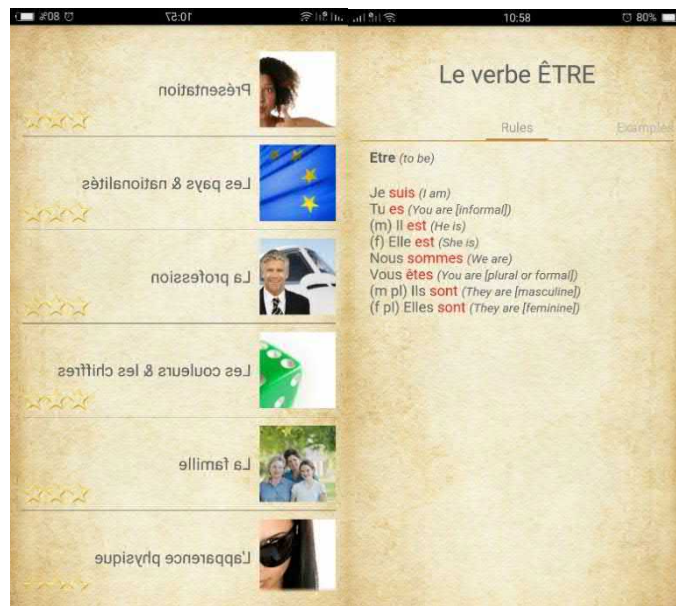 80% 10:57
Présentation
Les pays & nationalités
La profession
Les couleurs & les chiffres
La famille
L'apparence physique
10:58 80%
Le verbe ÊTRE
Rules Examples
Etre (to be)
Je suis (I am)
Tu es (You are [informal])
(m) Il est (He is)
(f) Elle est (She is)
Nous sommes (We are)
Vous êtes (You are [plural or formal])
(m pl) Ils sont (They are [masculine])
(f pl) Elles sont (They are [feminine])